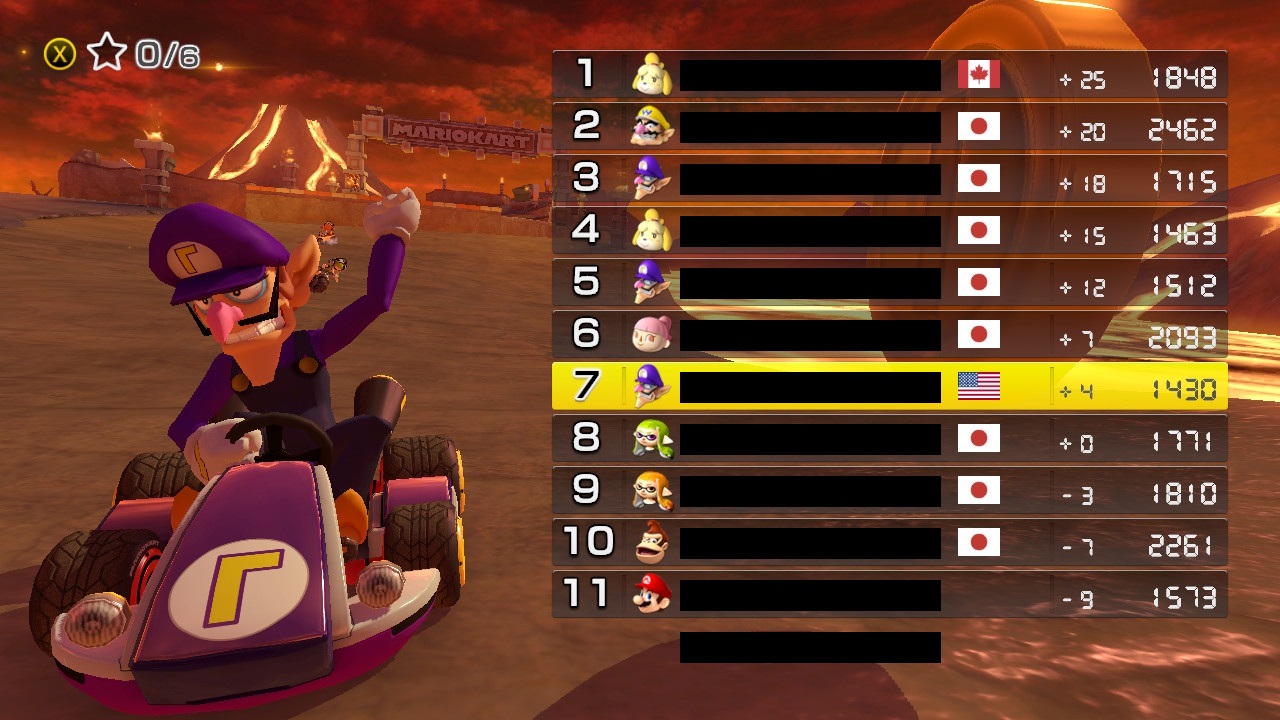 X 0/6
MARIOKART
1 + 25 1848
2 + 20 2462
3 + 18 1715
4 + 15 1463
5 + 12 1512
6 + 7 2093
7 + 4 1430
8 + 0 1771
9 - 3 1810
10 - 7 2261
11 - 9 1573